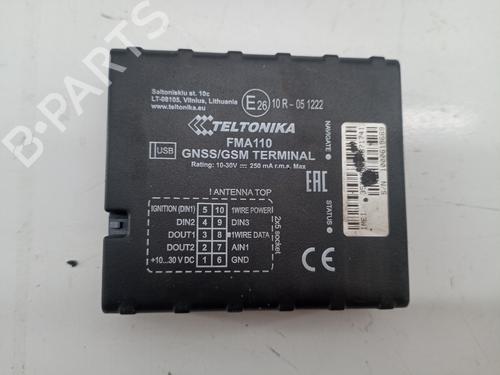 Saltoniskiu st. 10c
LT-08105, Vilnius, Lithuania
www.teltonika.eu
E26 10 R - 05 1222
TELTONIKA
FMA110
USB
GNSS/GSM TERMINAL
Rating: 10-30V ⎓ 250 mA r.m.s. Max
! ANTENNA TOP
IGNITION (DIN1) 5 10 1WIRE POWER
DIN2 4 9 DIN3
DOUT1 3 8 1WIRE DATA
DOUT2 2 7 AIN1
+10...30 V DC 1 6 GND
2x5 socket
NAVIGATE
STATUS
EAC
CE
B-PARTS